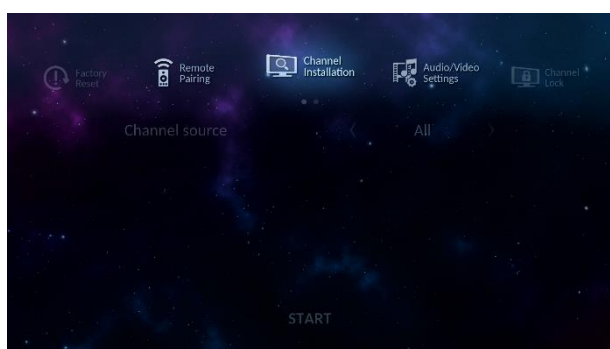 Factory
Reset
Remote
Pairing
Channel
Installation
Audio/Video
Settings
Channel
Lock
Channel source
All
START